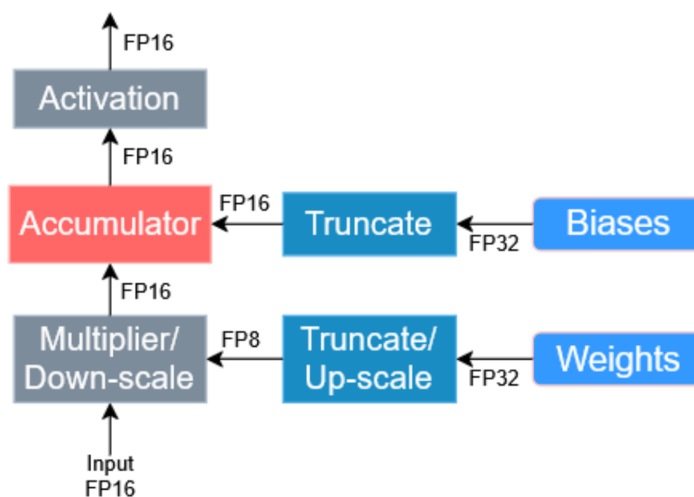 FP16
Activation
FP16
Accumulator
FP16
Truncate
FP32
Biases
FP16
Multiplier/
Down-scale
FP8
Truncate/
Up-scale
FP32
Weights
Input
FP16